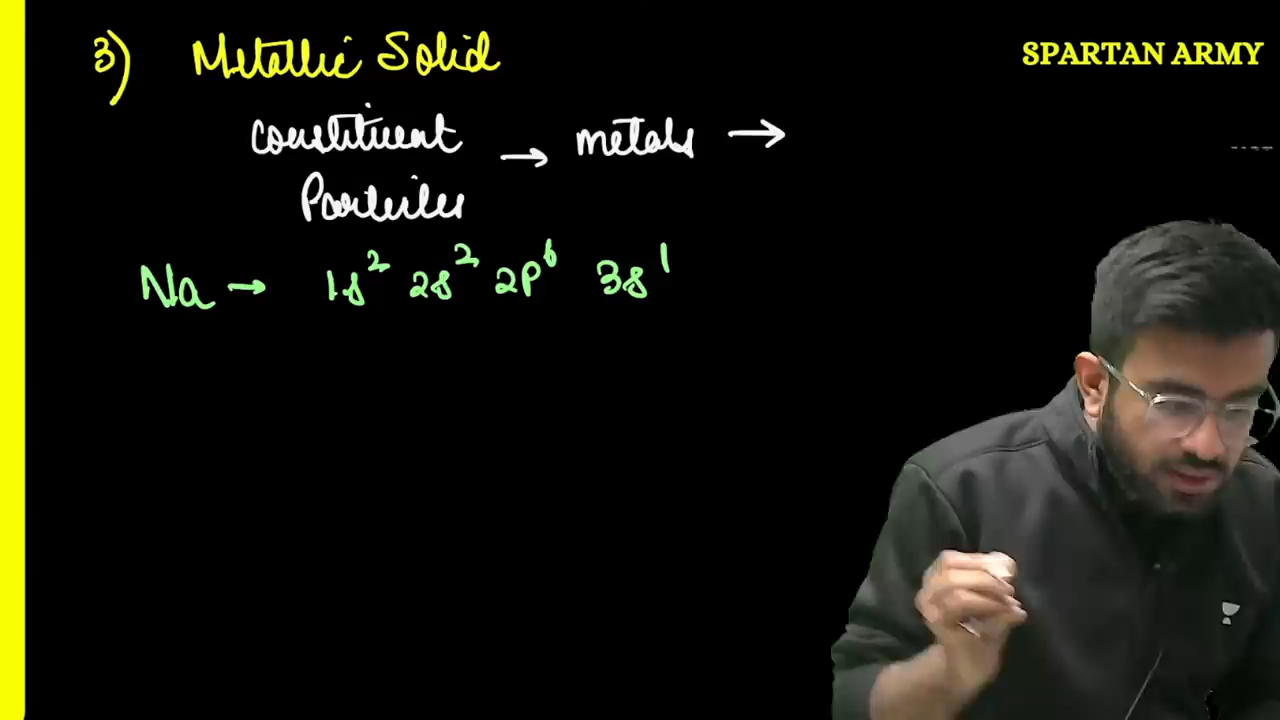 3) Metallic Solid
SPARTAN ARMY
constituent → metals →
Particles
Na → 1s² 2s² 2p⁶ 3s¹